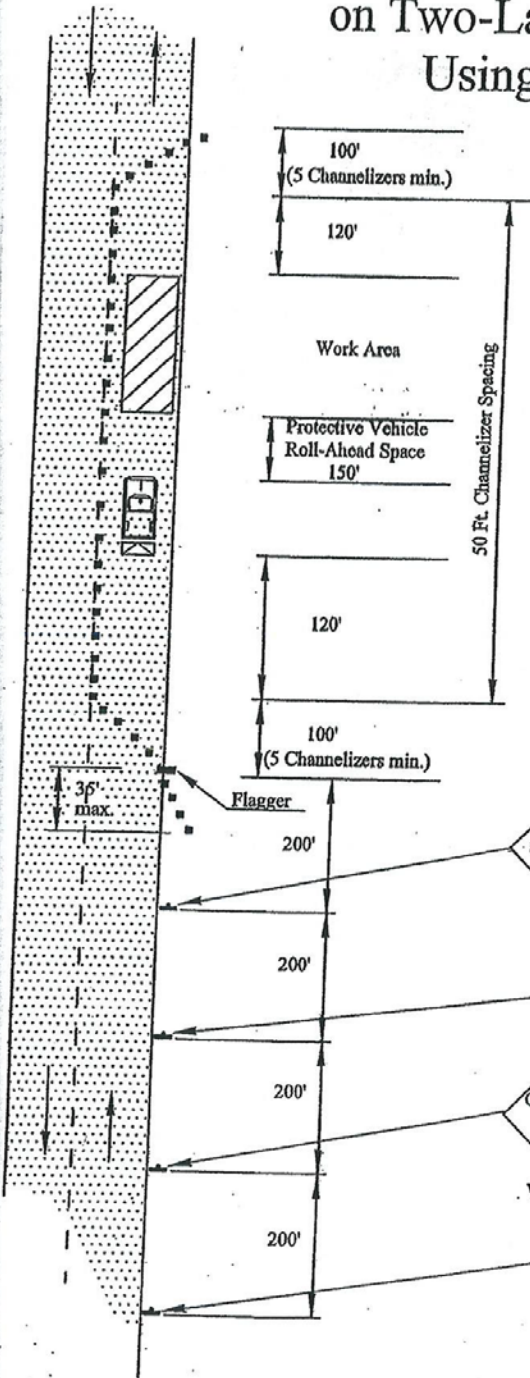 on Two-La
Using
100'
(5 Channelizers min.)
120'
Work Area
50 Ft. Channelizer Spacing
Protective Vehicle
Roll-Ahead Space
150'
120'
100'
(5 Channelizers min.)
35'
max.
Flagger
200'
200'
200'
200'